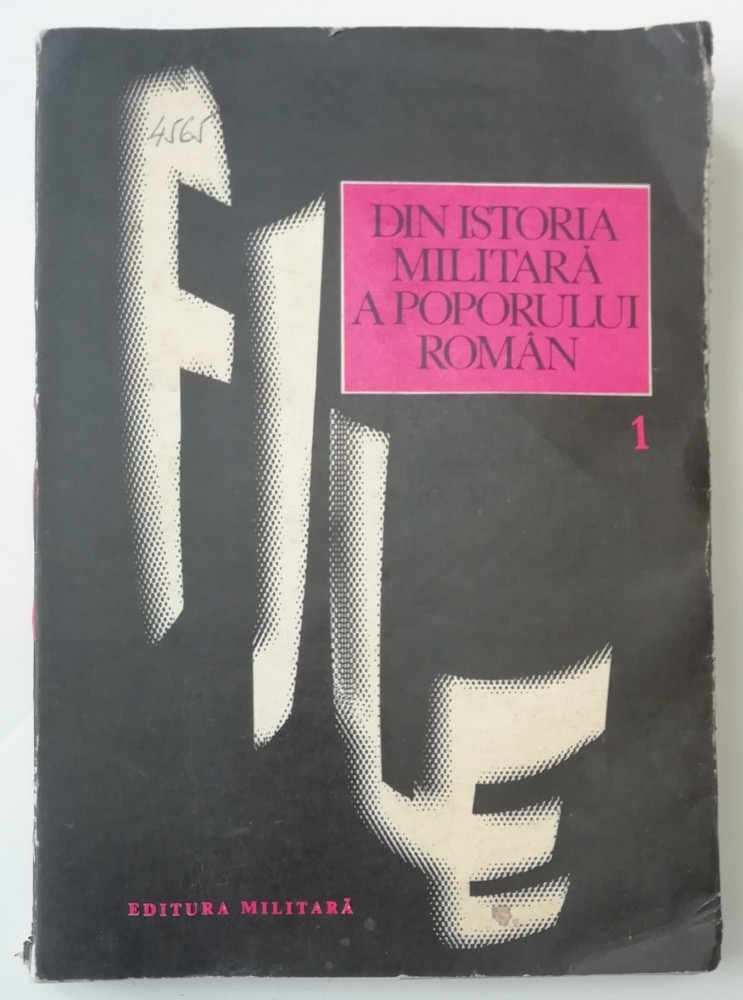 4565
FILE
DIN ISTORIA
MILITARĂ
A POPORULUI
ROMÂN
1
EDITURA MILITARĂ